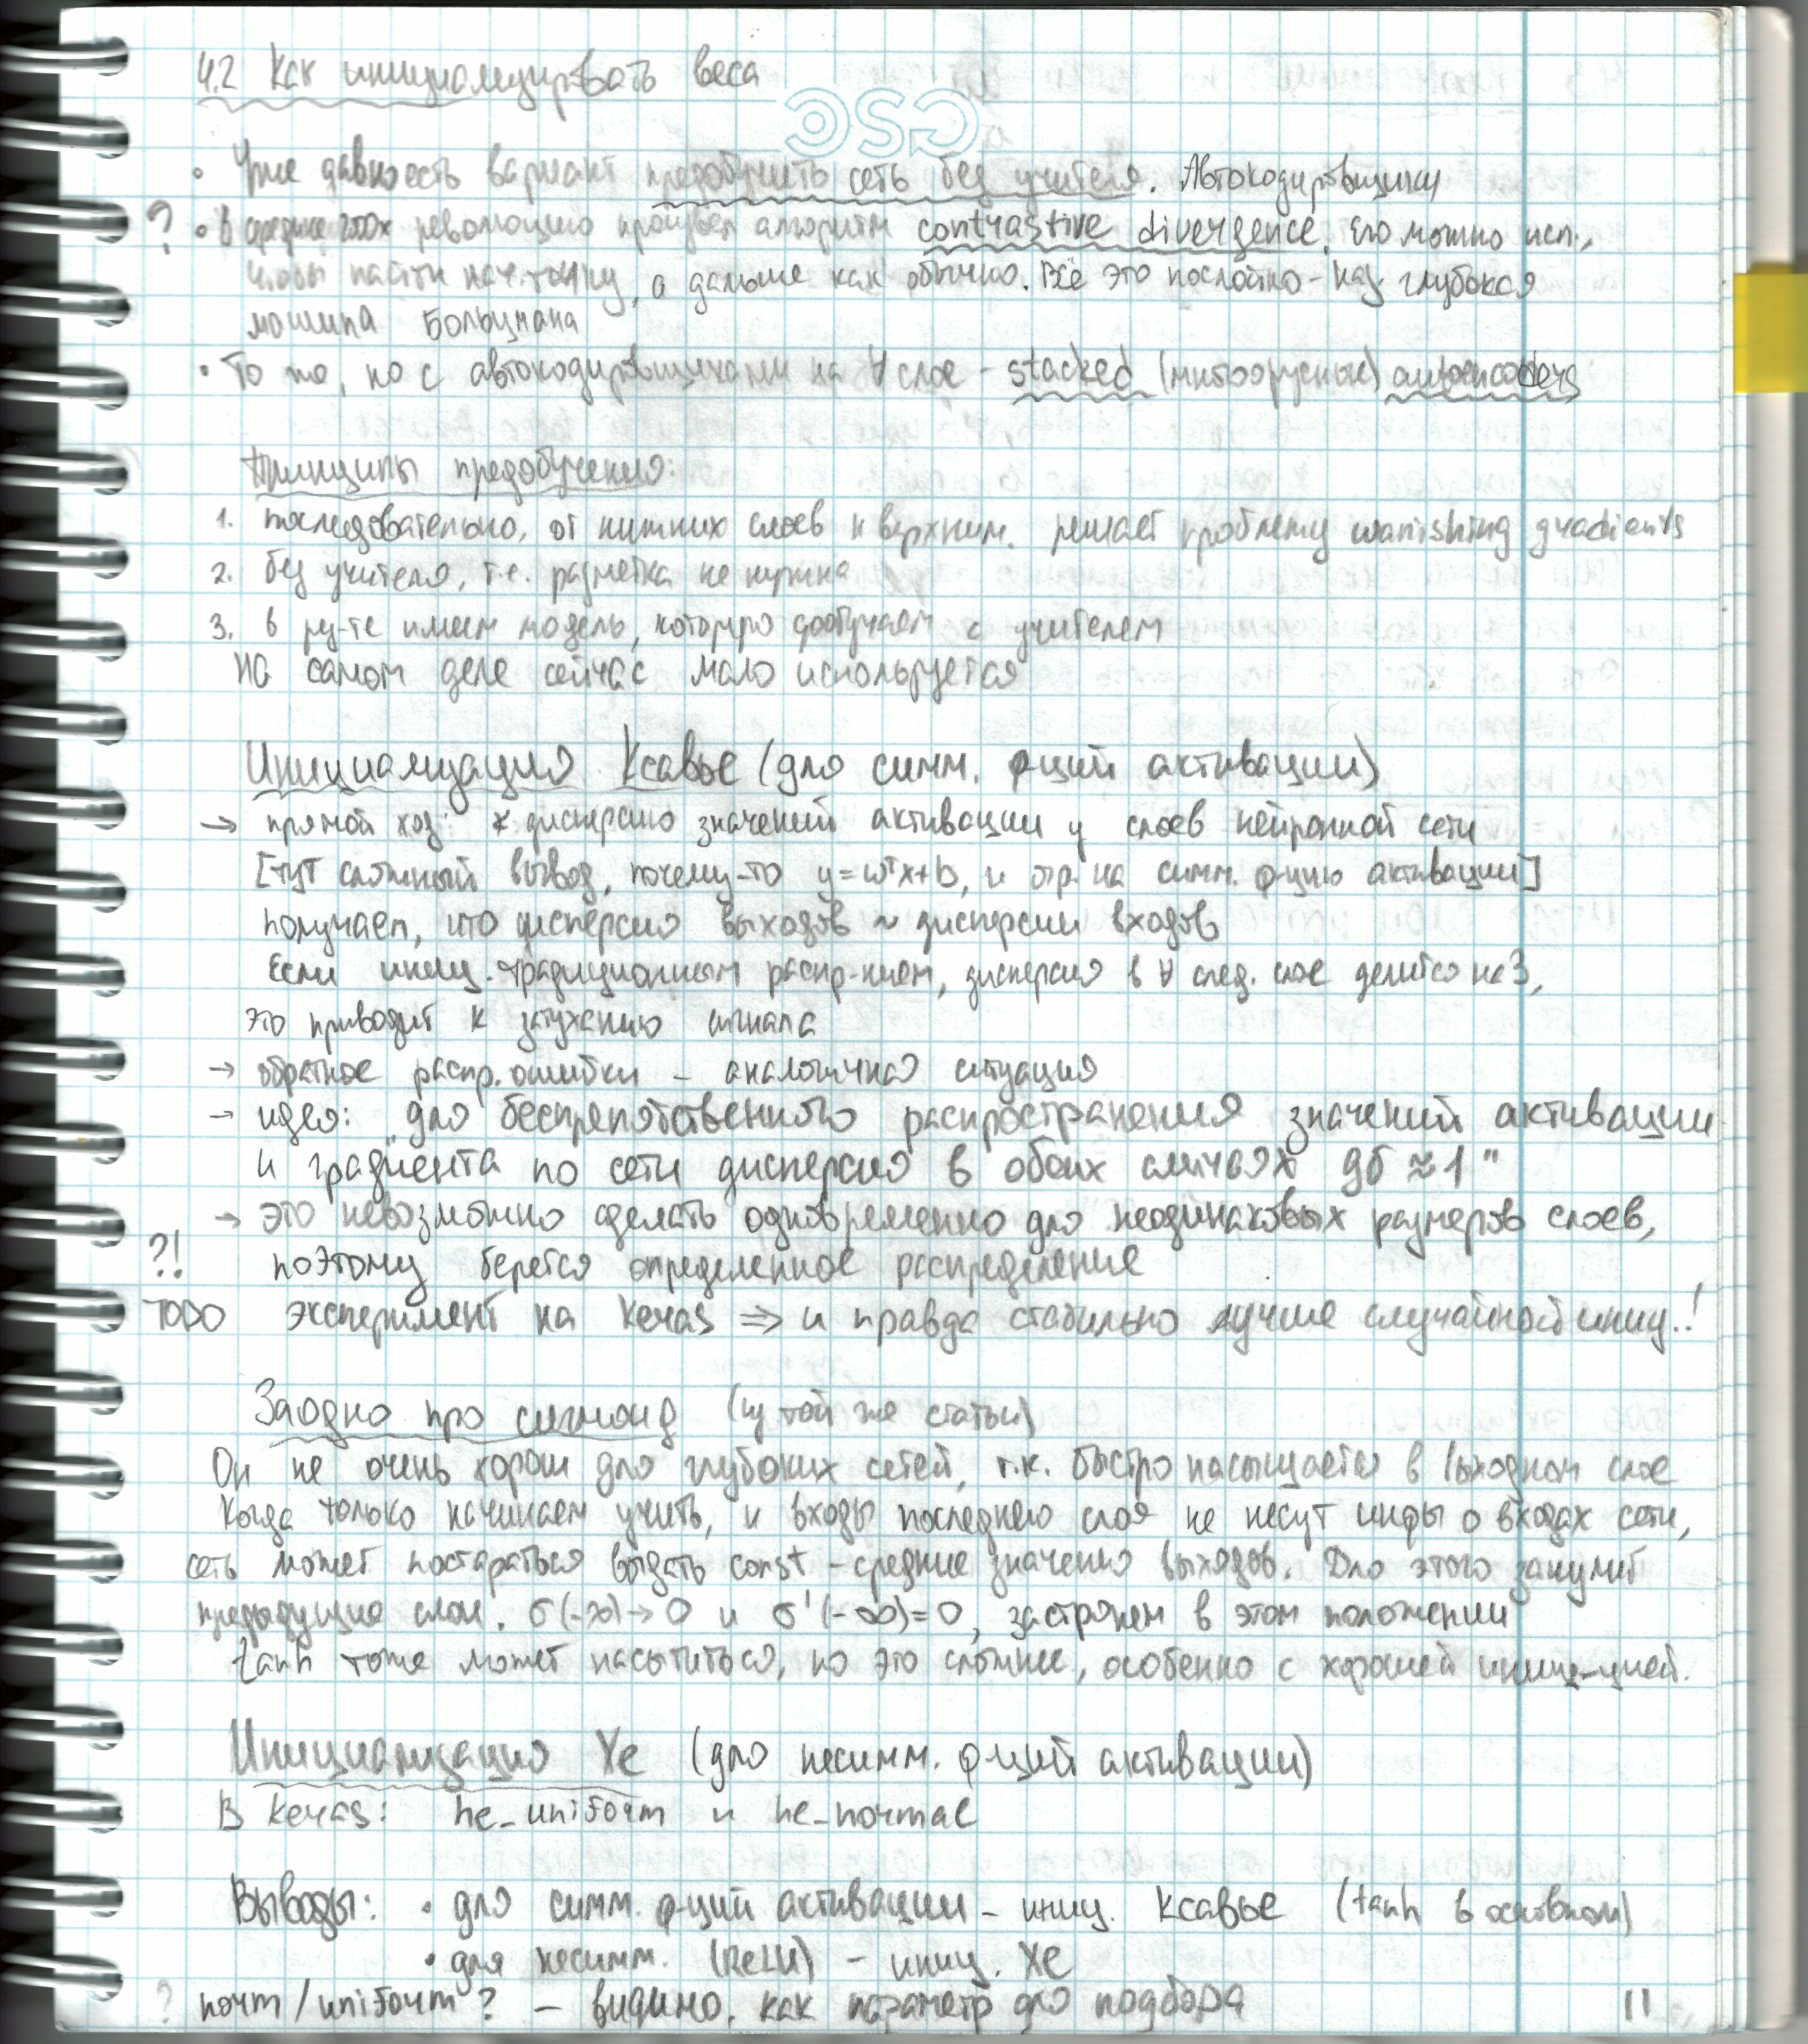 4.2 Как инициализировать веса
csc
• Уже давно есть вариант предобучить сеть без учителя. Автокодировщики
? • В середине 2000х революцию произвел алгоритм contrastive divergence. Его можно исп.,
чтобы найти нач. точку, а дальше как обычно. Всё это послойно - наз. глубокая
машина Больцмана
• То же, но с автокодировщиками на ∀ слое - stacked (многоярусные) autoencoders
Принципы предобучения:
1. последовательно, от нижних слоев к верхним. решает проблему wanishing gradients
2. без учителя, т.е. разметка не нужна
3. в рез-те имеем модель, которую дообучаем с учителем
На самом деле сейчас мало используется
Инициализация Ксавье (для симм. ф-ций активации)
→ прямой ход: дисперсию значений активации у слоев нейронной сети
[тут сложный вывод, почему-то y=wᵀx+b, и огр. на симм. ф-цию активации]
получаем, что дисперсия выходов ~ дисперсии входов
Если иниц. традиционным распр-нием, дисперсия в ∀ след. слое делится на 3,
это приводит к затуханию сигнала
→ обратное распр. ошибки - аналогичная ситуация
→ идея: "для беспрепятственного распространения значений активации
и градиента по сети дисперсия в обоих случаях дб ≈1"
→ это невозможно сделать одновременно для неодинаковых размеров слоев,
?! поэтому берется определенное распределение
TODO эксперимент на Keras ⇒ и правда стабильно лучше случайной иниц.!
Заодно про сигмоид (из той же статьи)
Он не очень хорош для глубоких сетей, т.к. быстро насыщается в выходном слое
Когда только начинаем учить, и входы последнего слоя не несут инфы о входах сети,
сеть может постараться выдать const - средние значения выходов. Для этого занулит
предыдущие слои. σ(-∞)→0 и σ'(-∞)=0, застрянем в этом положении
tanh тоже может насытиться, но это сложнее, особенно с хорошей иници-цией.
Инициализация Хе (для несимм. ф-ций активации)
В keras: he_uniform и he_normal
Выводы: • для симм. ф-ций активации - иниц. Ксавье (tanh в основном)
• для несимм. (ReLU) - иниц. Хе
? norm/uniform? - видимо, как параметр для подбора
11